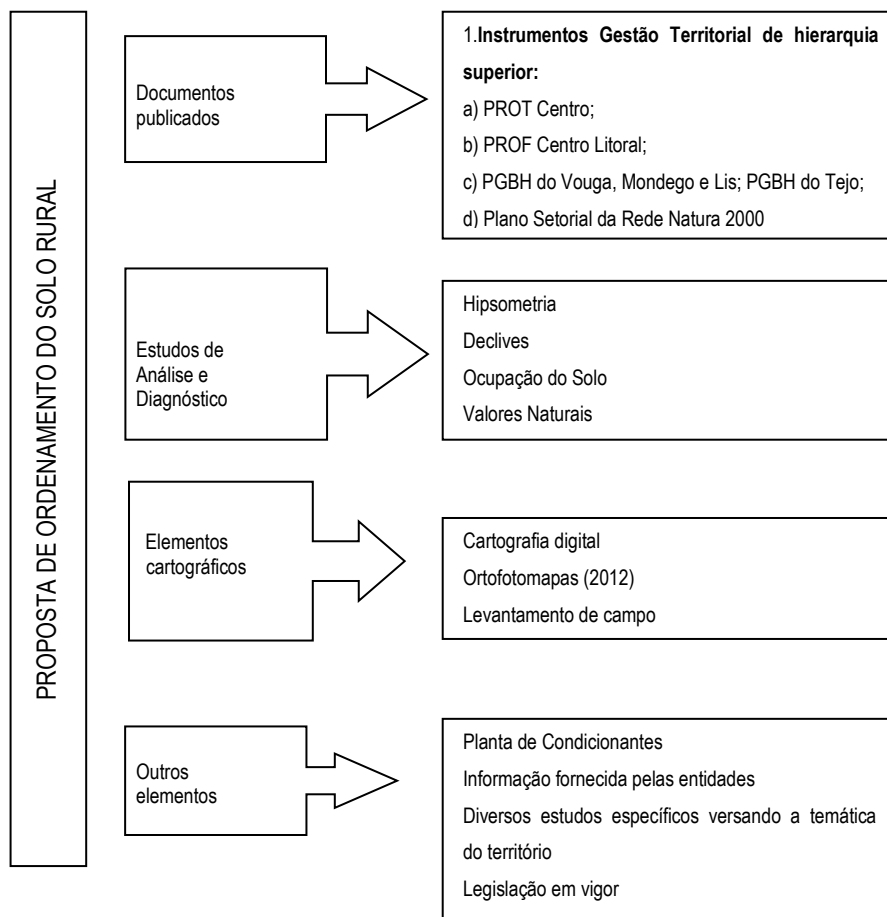 PROPOSTA DE ORDENAMENTO DO SOLO RURAL
Documentos
publicados
1.Instrumentos Gestão Territorial de hierarquia
superior:
a) PROT Centro;
b) PROF Centro Litoral;
c) PGBH do Vouga, Mondego e Lis; PGBH do Tejo;
d) Plano Setorial da Rede Natura 2000
Estudos de
Análise e
Diagnóstico
Hipsometria
Declives
Ocupação do Solo
Valores Naturais
Elementos
cartográficos
Cartografia digital
Ortofotomapas (2012)
Levantamento de campo
Outros
elementos
Planta de Condicionantes
Informação fornecida pelas entidades
Diversos estudos específicos versando a temática
do território
Legislação em vigor